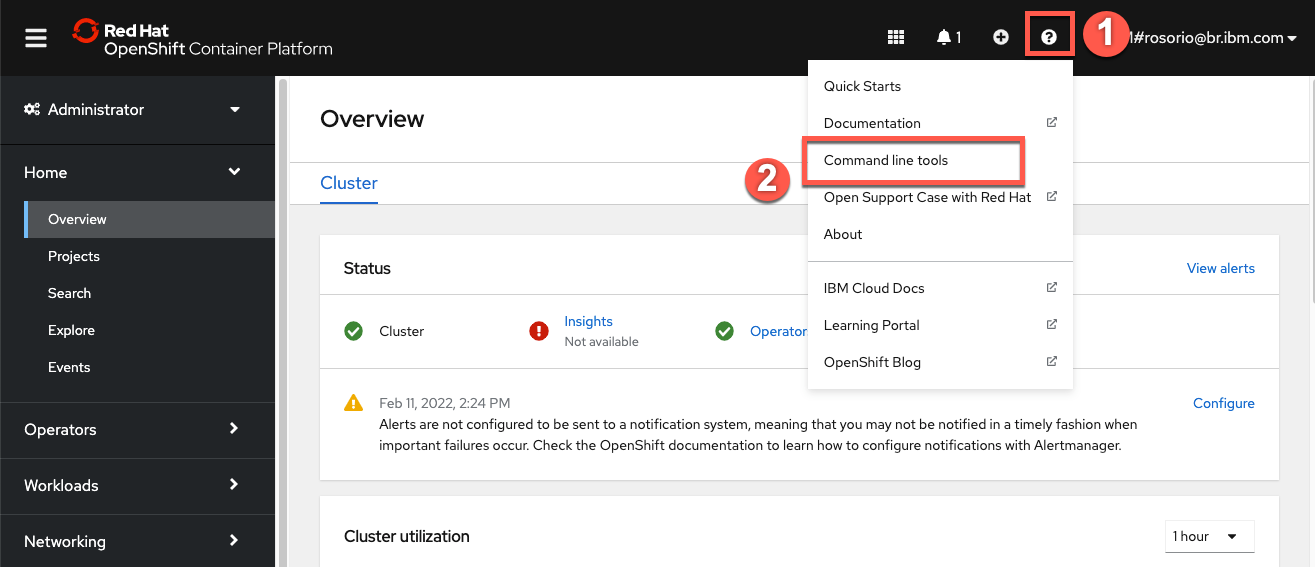 Red Hat
OpenShift Container Platform
1
1
M#rosorio@br.ibm.com
Administrator
Home
Overview
Projects
Search
Explore
Events
Operators
Workloads
Networking
Overview
Cluster
Quick Starts
Documentation
Command line tools
2
Open Support Case with Red Hat
About
IBM Cloud Docs
Learning Portal
OpenShift Blog
Status
View alerts
Cluster
Insights
Not available
Operator
Feb 11, 2022, 2:24 PM
Configure
Alerts are not configured to be sent to a notification system, meaning that you may not be notified in a timely fashion when
important failures occur. Check the OpenShift documentation to learn how to configure notifications with Alertmanager.
Cluster utilization
1 hour